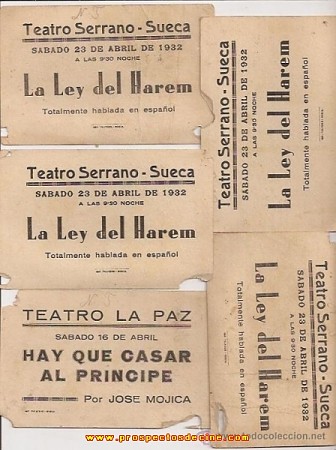 Teatro Serrano - Sueca
SABADO 23 DE ABRIL DE 1932
A LAS 9'30 NOCHE
La Ley del Harem
Totalmente hablada en español
Teatro Serrano - Sueca
SABADO 23 DE ABRIL DE 1932
A LAS 9'30 NOCHE
La Ley del Harem
Totalmente hablada en español
TEATRO LA PAZ
SABADO 16 DE ABRIL
HAY QUE CASAR
AL PRINCIPE
Por JOSE MOJICA
Teatro Serrano - Sueca
SABADO 23 DE ABRIL DE 1932
A LAS 9'30 NOCHE
La Ley del Harem
Totalmente hablada en español
Teatro Serrano - Sueca
SABADO 23 DE ABRIL DE 1932
A LAS 9'30 NOCHE
La Ley del Harem
Totalmente hablada en español
www.prospectosdecine.com
todocoleccion.net